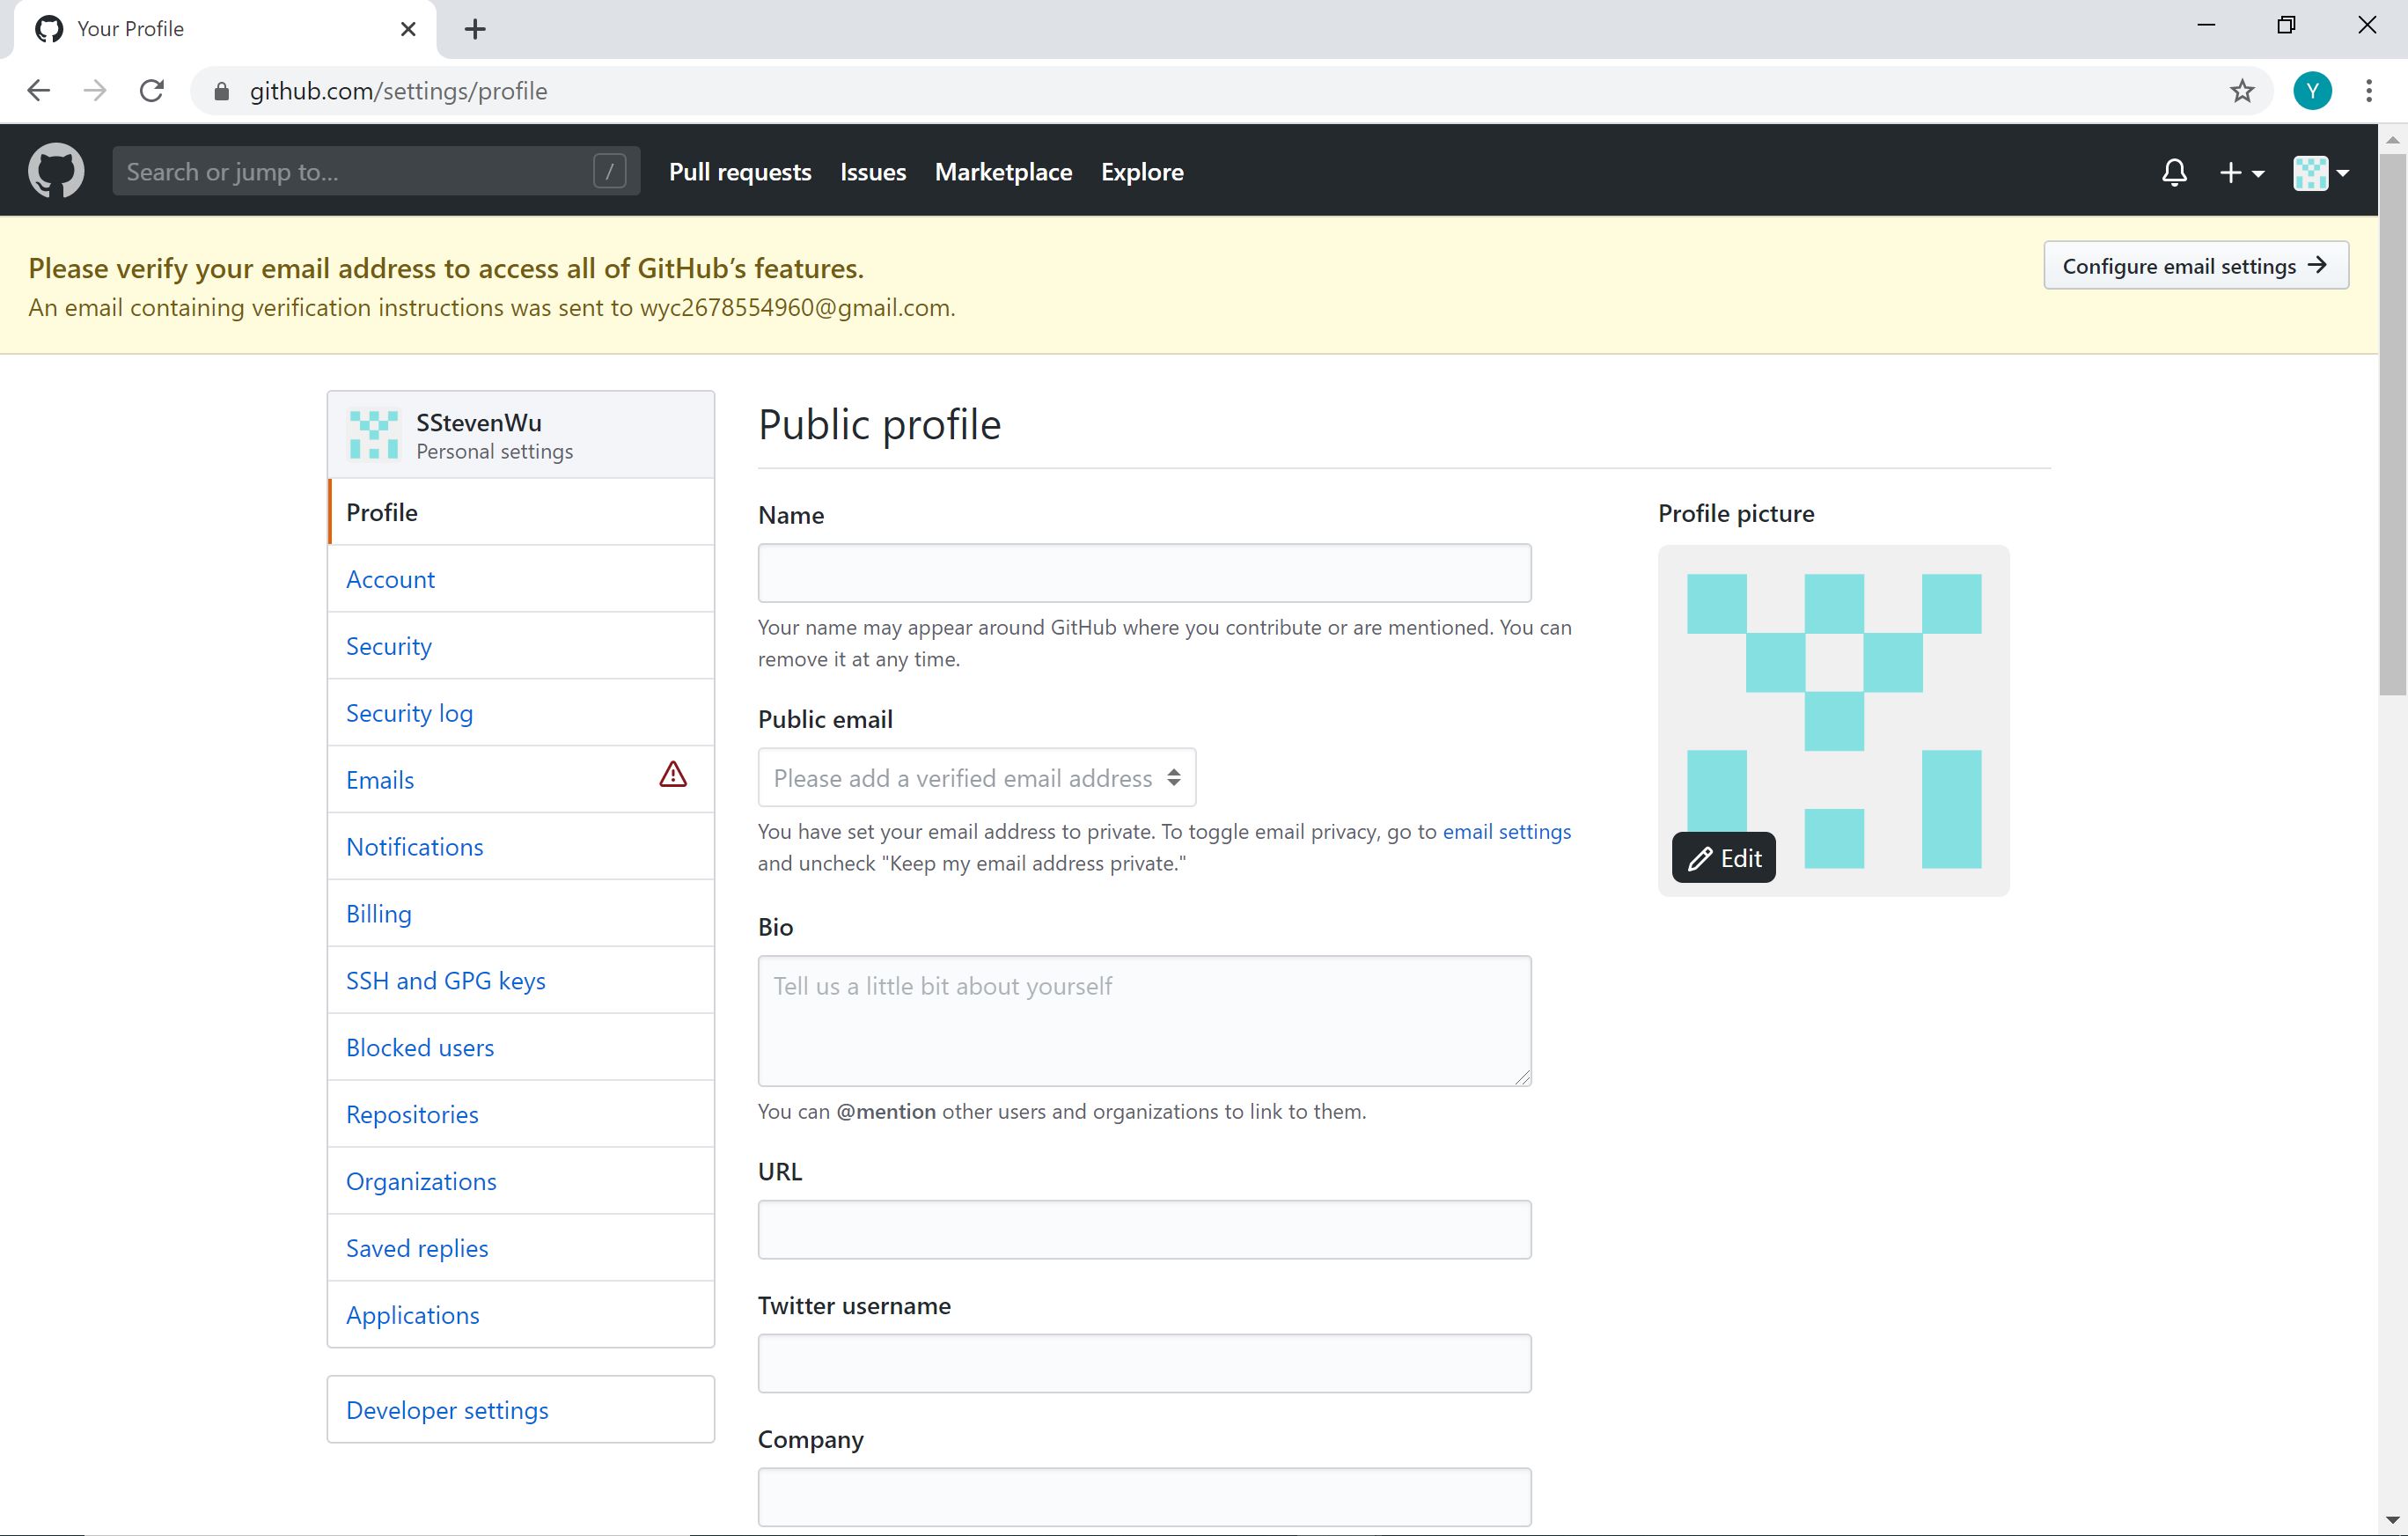 Your Profile
github.com/settings/profile
Y
Search or jump to...
/
Pull requests
Issues
Marketplace
Explore
Please verify your email address to access all of GitHub’s features.
An email containing verification instructions was sent to wyc2678554960@gmail.com.
Configure email settings
SStevenWu
Personal settings
Profile
Account
Security
Security log
Emails
Notifications
Billing
SSH and GPG keys
Blocked users
Repositories
Organizations
Saved replies
Applications
Developer settings
Public profile
Name
Your name may appear around GitHub where you contribute or are mentioned. You can
remove it at any time.
Public email
Please add a verified email address
You have set your email address to private. To toggle email privacy, go to email settings
and uncheck "Keep my email address private."
Bio
Tell us a little bit about yourself
You can @mention other users and organizations to link to them.
URL
Twitter username
Company
Profile picture
Edit